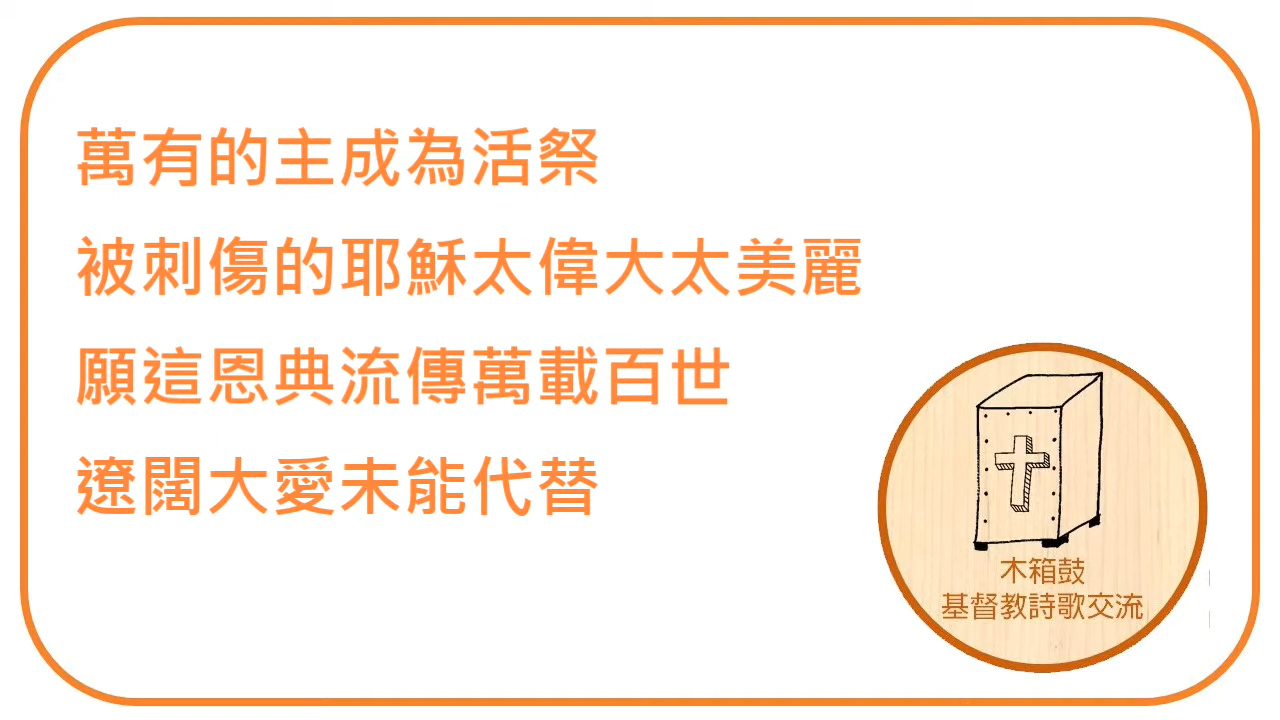 萬有的主成為活祭
被刺傷的耶穌太偉大太美麗
願這恩典流傳萬載百世
遼闊大愛未能代替
木箱鼓
基督教詩歌交流